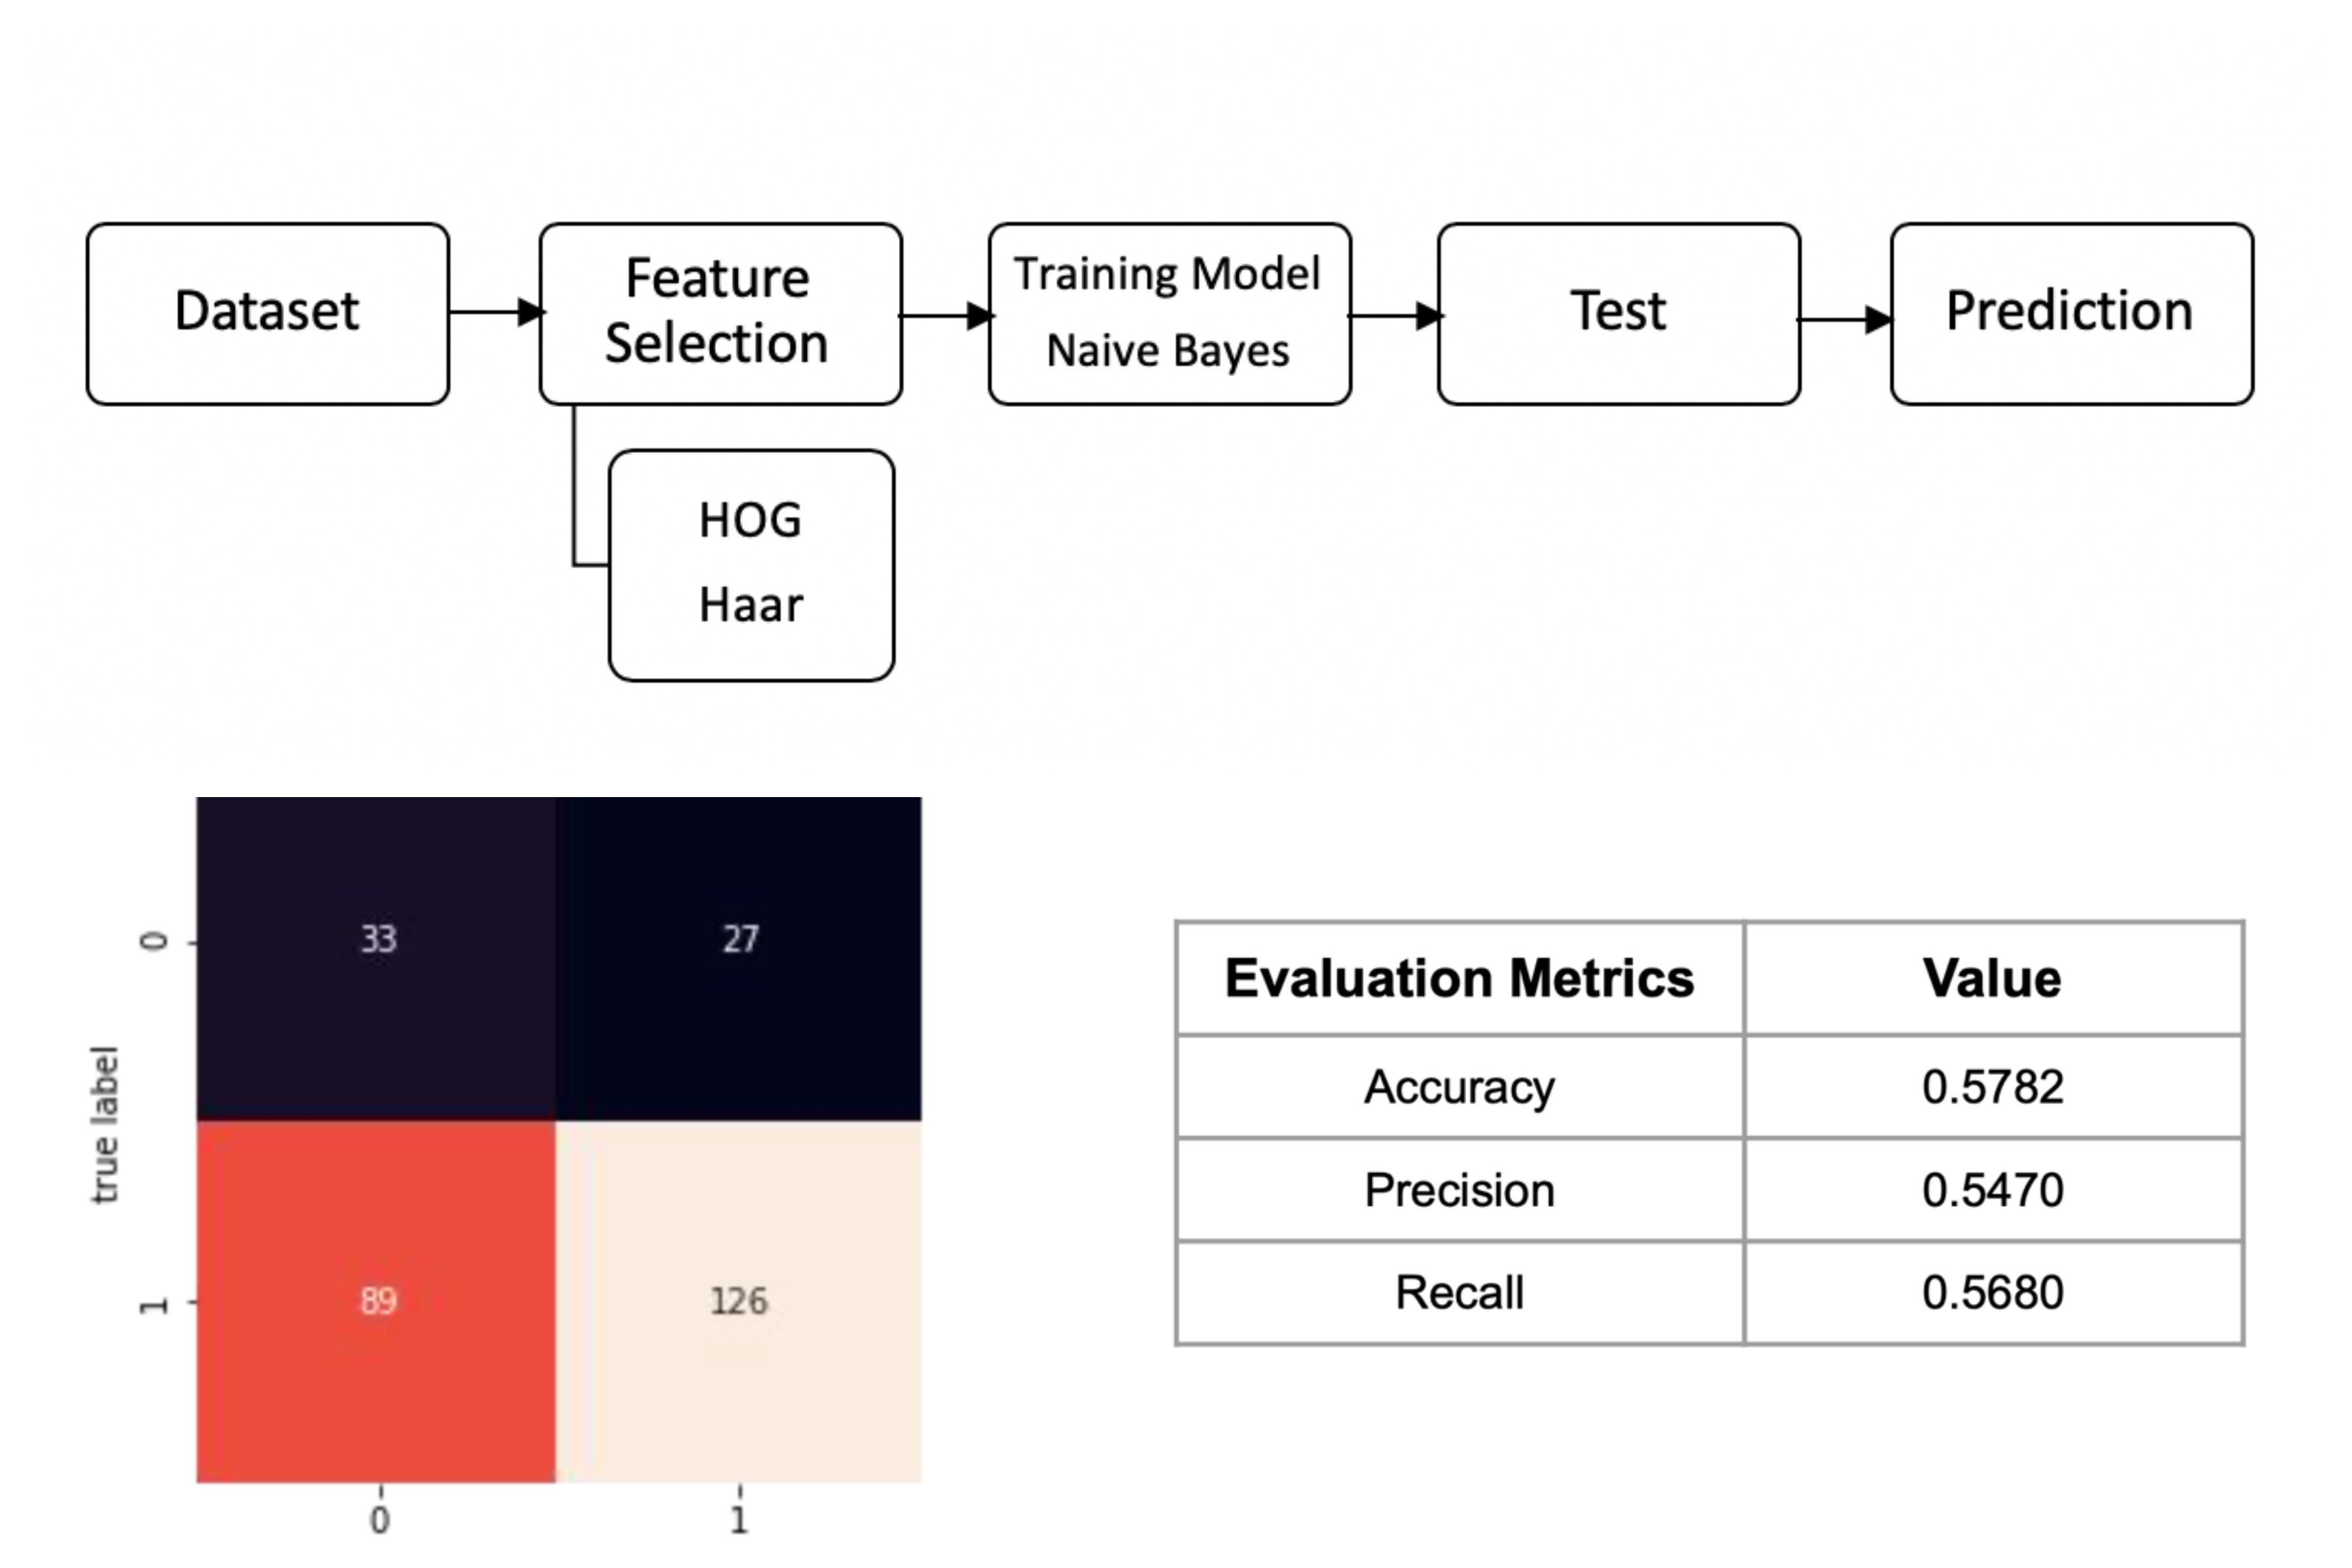 Dataset
Feature
Selection
Training Model
Naive Bayes
Test
Prediction
HOG
Haar
true label
0
33
27
1
89
126
0
1
Evaluation Metrics
Value
Accuracy
0.5782
Precision
0.5470
Recall
0.5680